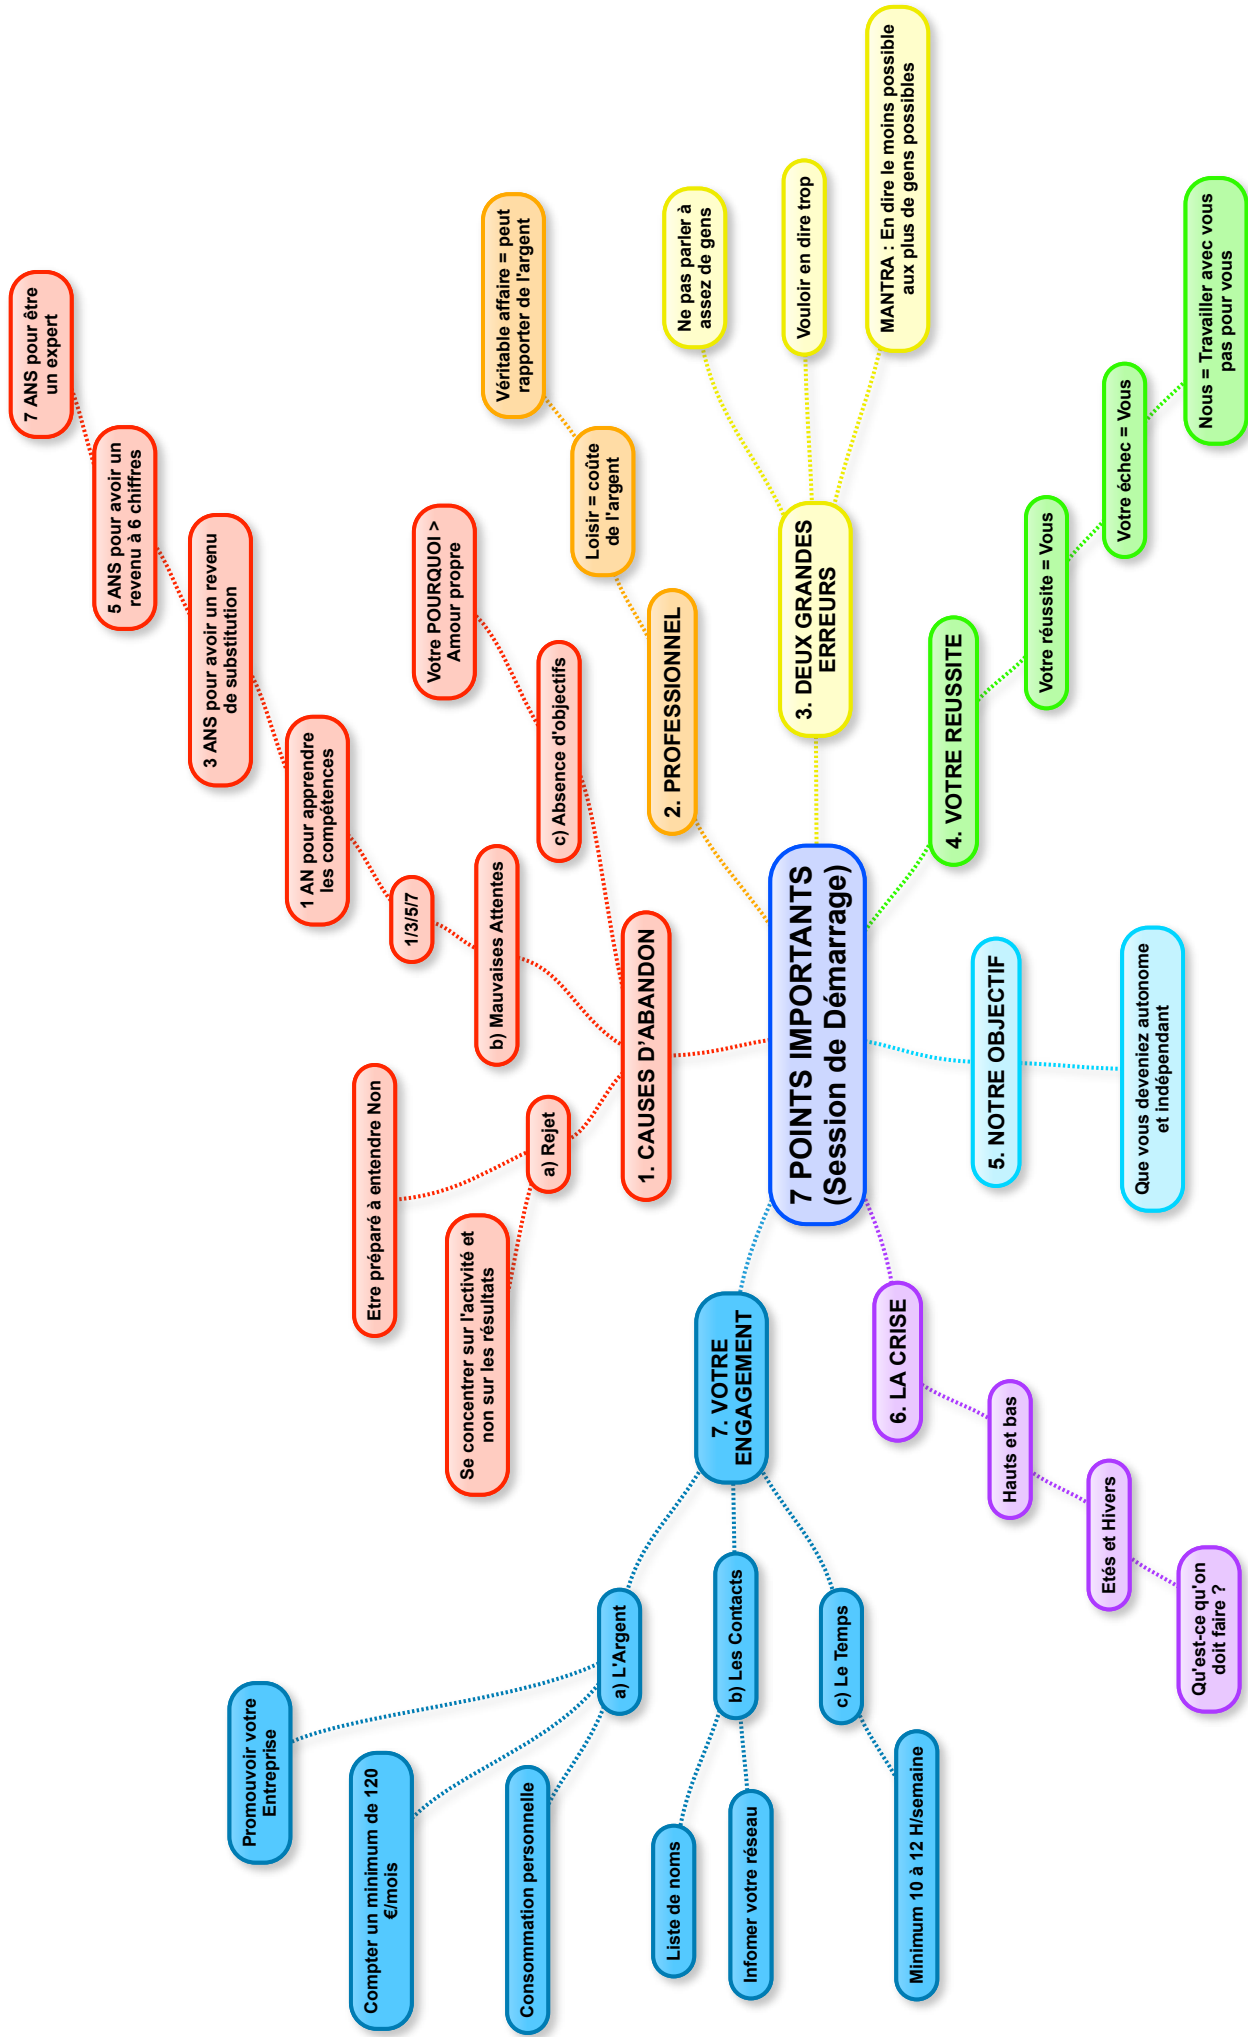 7 POINTS IMPORTANTS
(Session de Démarrage)
1. CAUSES D'ABANDON
a) Rejet
Se concentrer sur l'activité et
non sur les résultats
Etre préparé à entendre Non
b) Mauvaises Attentes
1/3/5/7
1 AN pour apprendre
les compétences
3 ANS pour avoir un revenu
de substitution
5 ANS pour avoir un
revenu à 6 chiffres
7 ANS pour être
un expert
c) Absence d'objectifs
Votre POURQUOI >
Amour propre
2. PROFESSIONNEL
Loisir = coûte
de l'argent
Véritable affaire = peut
rapporter de l'argent
3. DEUX GRANDES
ERREURS
Ne pas parler à
assez de gens
Vouloir en dire trop
MANTRA : En dire le moins possible
aux plus de gens possibles
4. VOTRE REUSSITE
Votre réussite = Vous
Votre échec = Vous
Nous = Travailler avec vous
pas pour vous
5. NOTRE OBJECTIF
Que vous deveniez autonome
et indépendant
6. LA CRISE
Hauts et bas
Etés et Hivers
Qu'est-ce qu'on
doit faire ?
7. VOTRE
ENGAGEMENT
a) L'Argent
Promouvoir votre
Entreprise
Compter un minimum de 120
€/mois
Consommation personnelle
b) Les Contacts
Liste de noms
Infomer votre réseau
c) Le Temps
Minimum 10 à 12 H/semaine